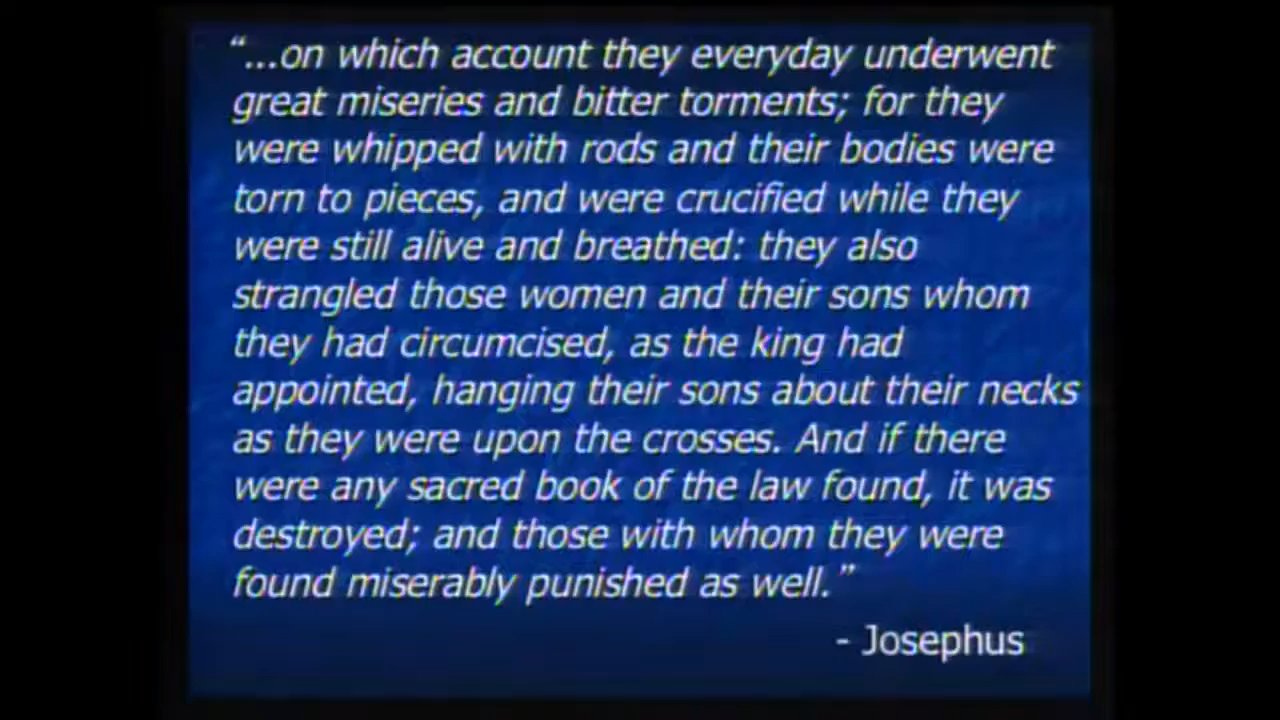 “...on which account they everyday underwent
great miseries and bitter torments; for they
were whipped with rods and their bodies were
torn to pieces, and were crucified while they
were still alive and breathed: they also
strangled those women and their sons whom
they had circumcised, as the king had
appointed, hanging their sons about their necks
as they were upon the crosses. And if there
were any sacred book of the law found, it was
destroyed; and those with whom they were
found miserably punished as well.”
- Josephus